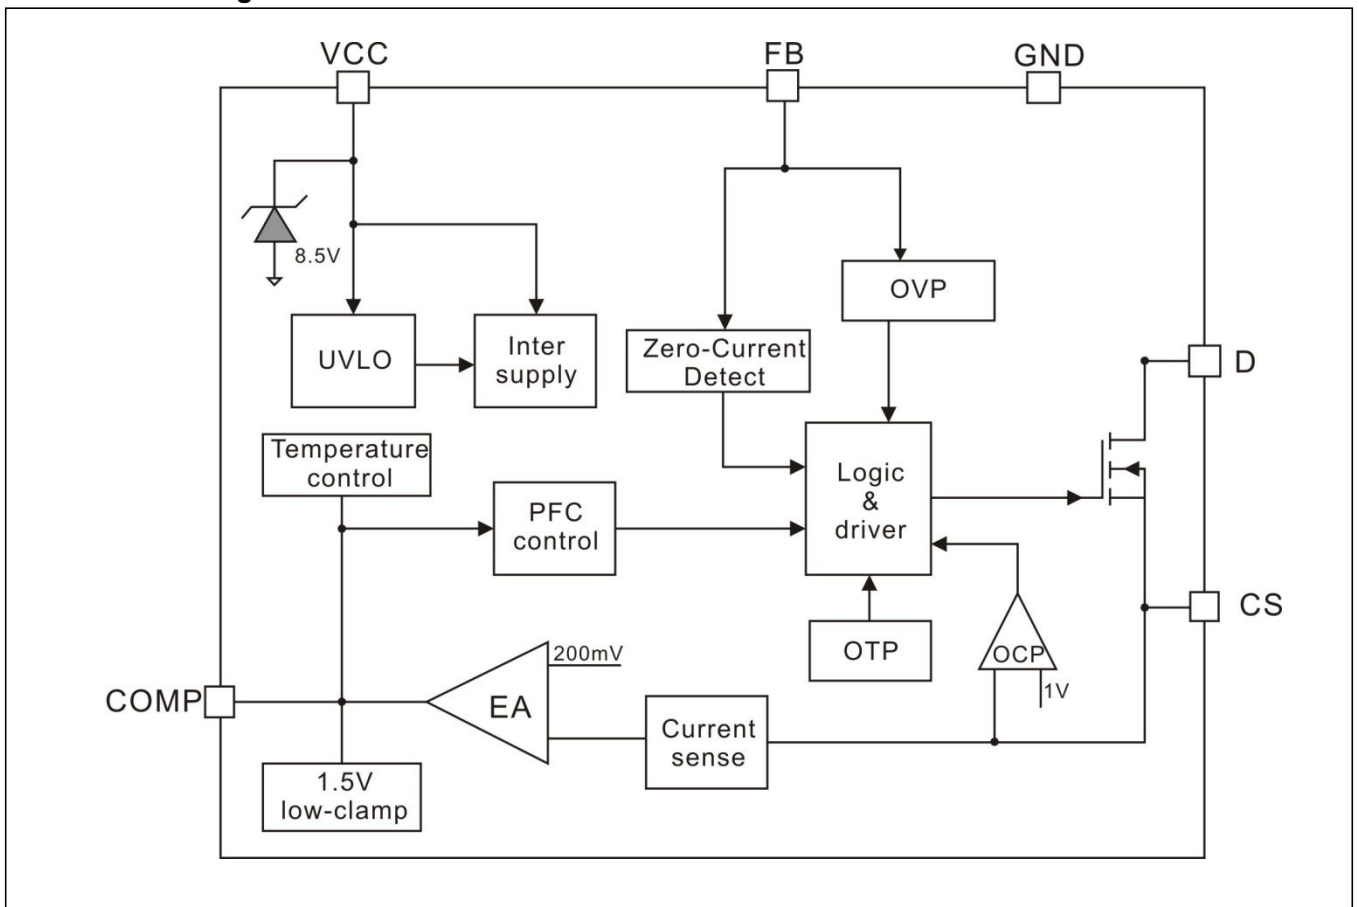 VCC
FB
GND
8.5V
OVP
UVLO
Inter
supply
Zero-Current
Detect
D
Temperature
control
Logic
&
driver
PFC
control
CS
OTP
OCP
200mV
1V
COMP
EA
Current
sense
1.5V
low-clamp